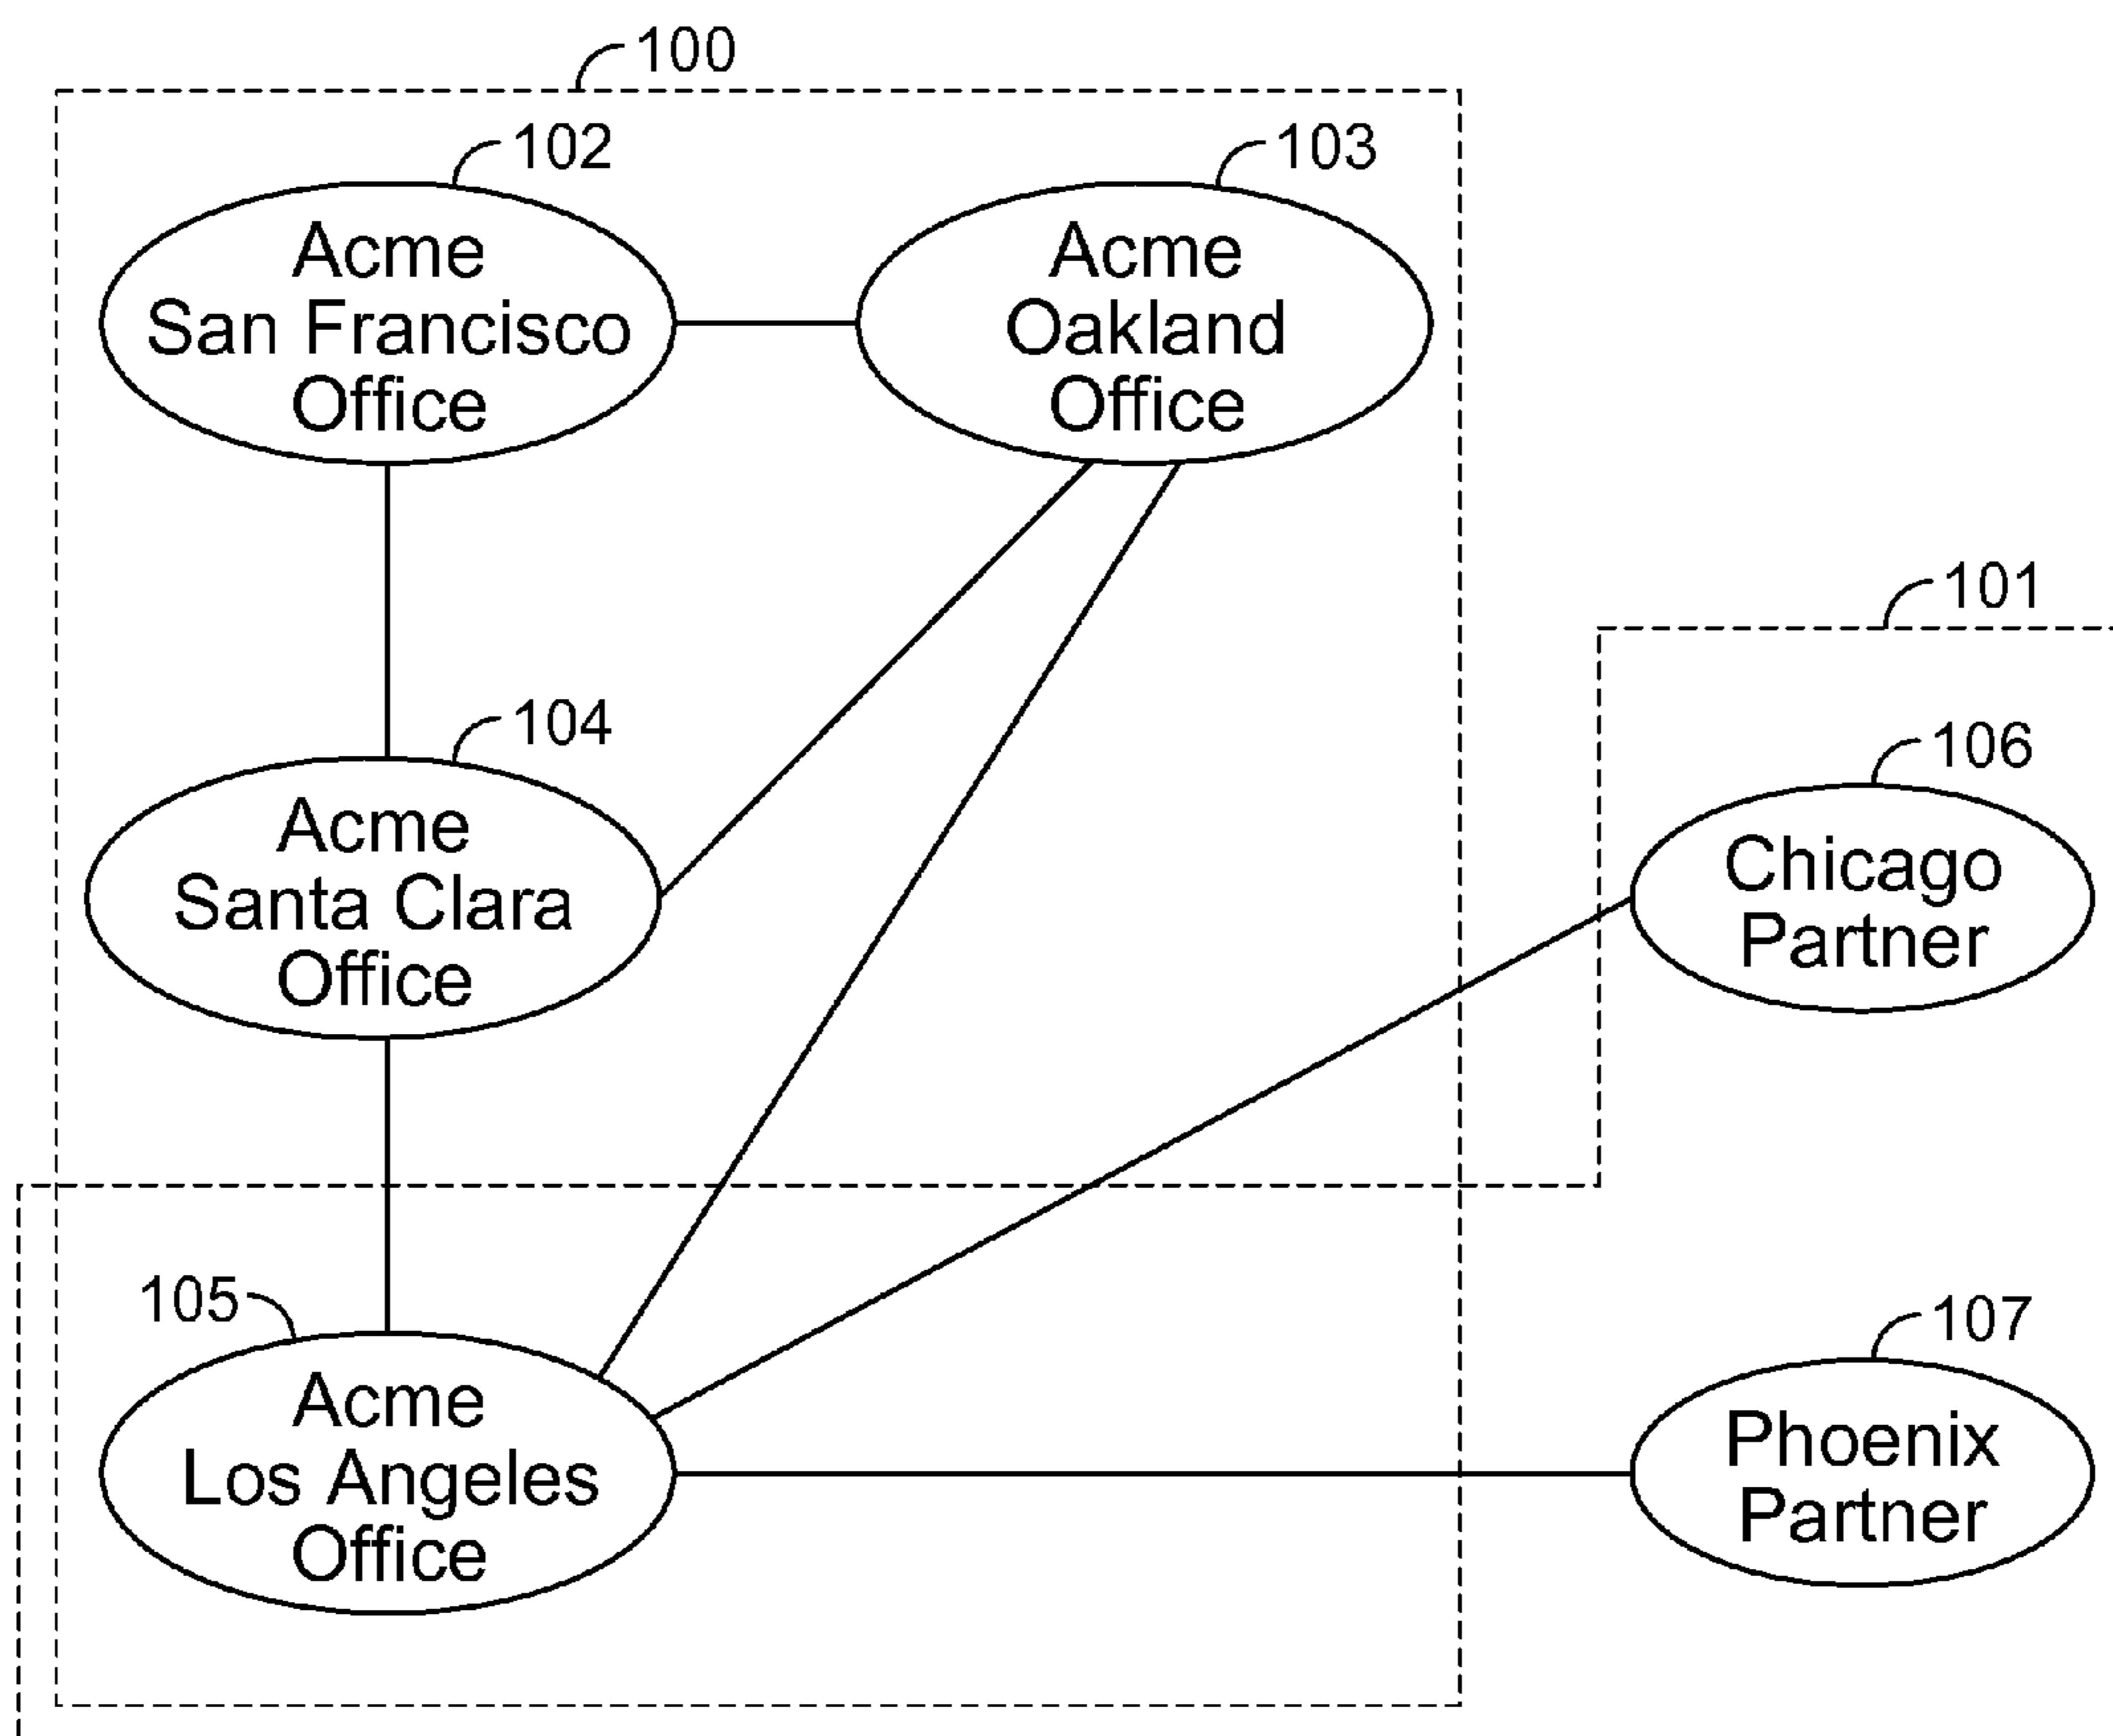 100
102
Acme
San Francisco
Office
103
Acme
Oakland
Office
101
104
Acme
Santa Clara
Office
106
Chicago
Partner
105
Acme
Los Angeles
Office
107
Phoenix
Partner